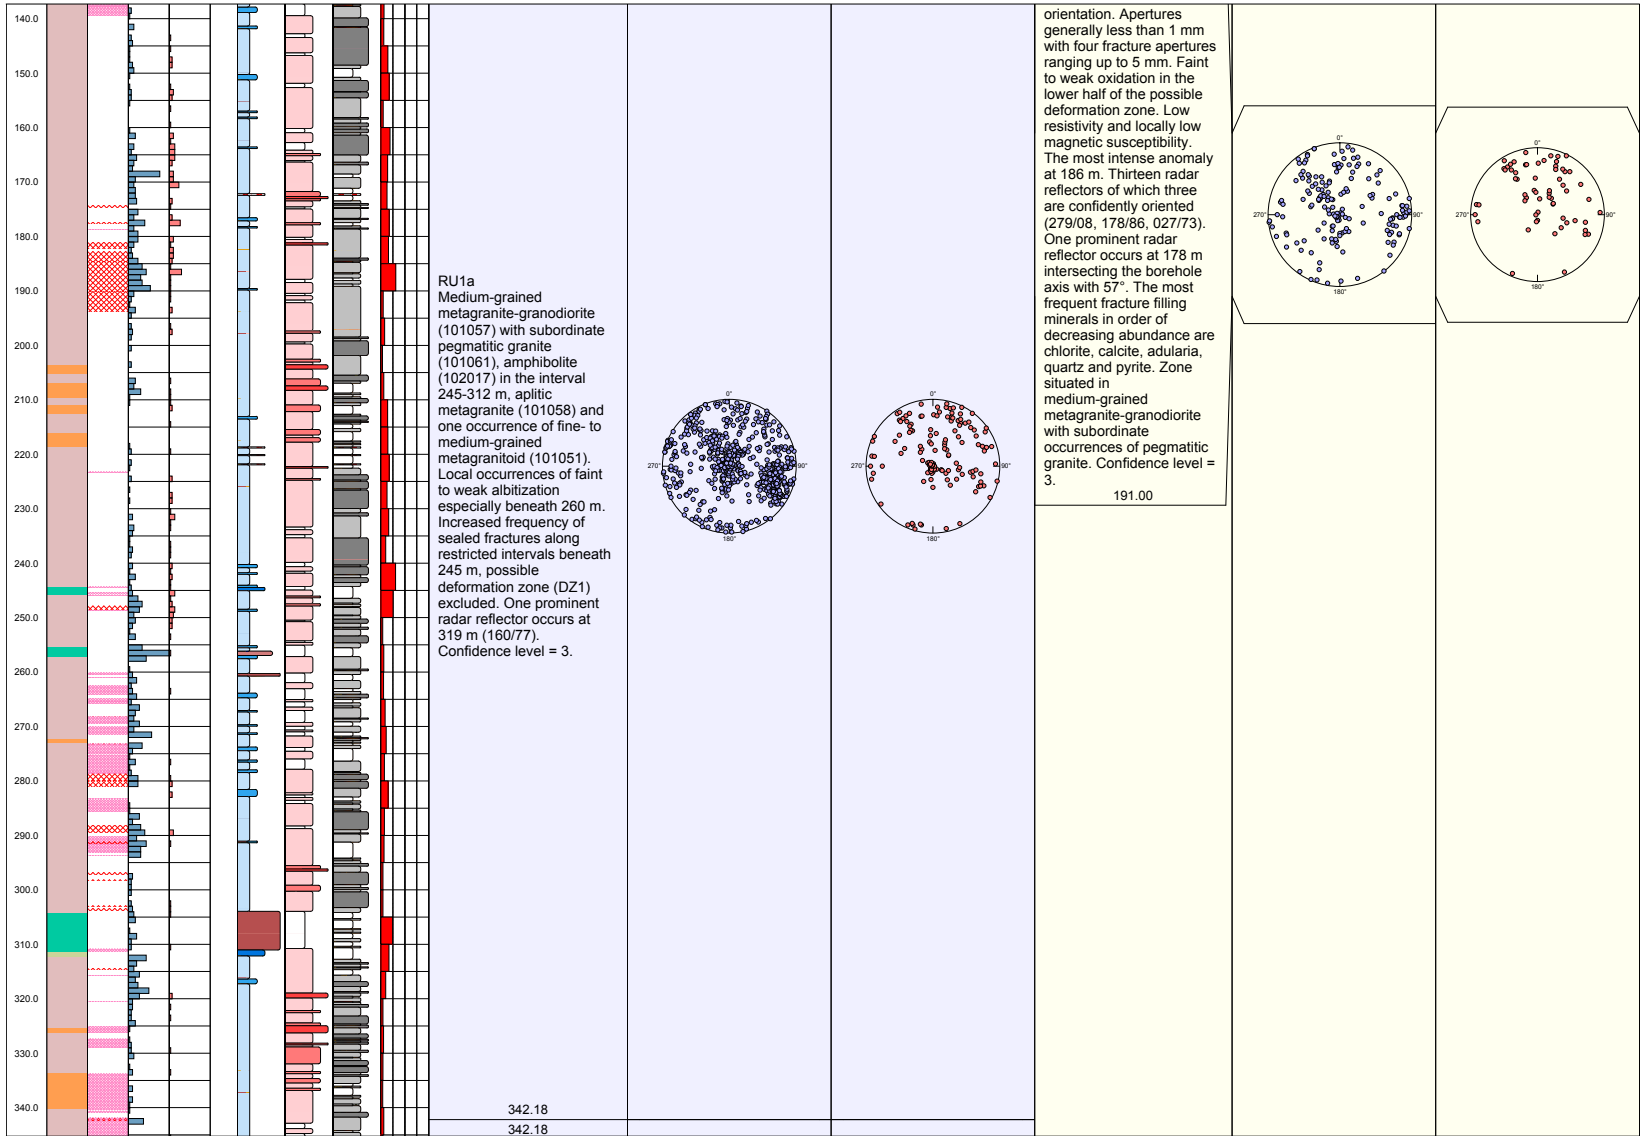 140.0
150.0
160.0
170.0
180.0
190.0
200.0
210.0
220.0
230.0
240.0
250.0
260.0
270.0
280.0
290.0
300.0
310.0
320.0
330.0
340.0
RU1a
Medium-grained
metagranite-granodiorite
(101057) with subordinate
pegmatitic granite
(101061), amphibolite
(102017) in the interval
245-312 m, aplitic
metagranite (101058) and
one occurrence of fine- to
medium-grained
metagranitoid (101051).
Local occurrences of faint
to weak albitization
especially beneath 260 m.
Increased frequency of
sealed fractures along
restricted intervals beneath
245 m, possible
deformation zone (DZ1)
excluded. One prominent
radar reflector occurs at
319 m (160/77).
Confidence level = 3.
342.18
342.18
0°
90°
180°
270°
0°
90°
180°
270°
orientation. Apertures
generally less than 1 mm
with four fracture apertures
ranging up to 5 mm. Faint
to weak oxidation in the
lower half of the possible
deformation zone. Low
resistivity and locally low
magnetic susceptibility.
The most intense anomaly
at 186 m. Thirteen radar
reflectors of which three
are confidently oriented
(279/08, 178/86, 027/73).
One prominent radar
reflector occurs at 178 m
intersecting the borehole
axis with 57°. The most
frequent fracture filling
minerals in order of
decreasing abundance are
chlorite, calcite, adularia,
quartz and pyrite. Zone
situated in
medium-grained
metagranite-granodiorite
with subordinate
occurrences of pegmatitic
granite. Confidence level =
3.
191.00
0°
90°
180°
270°
0°
90°
180°
270°